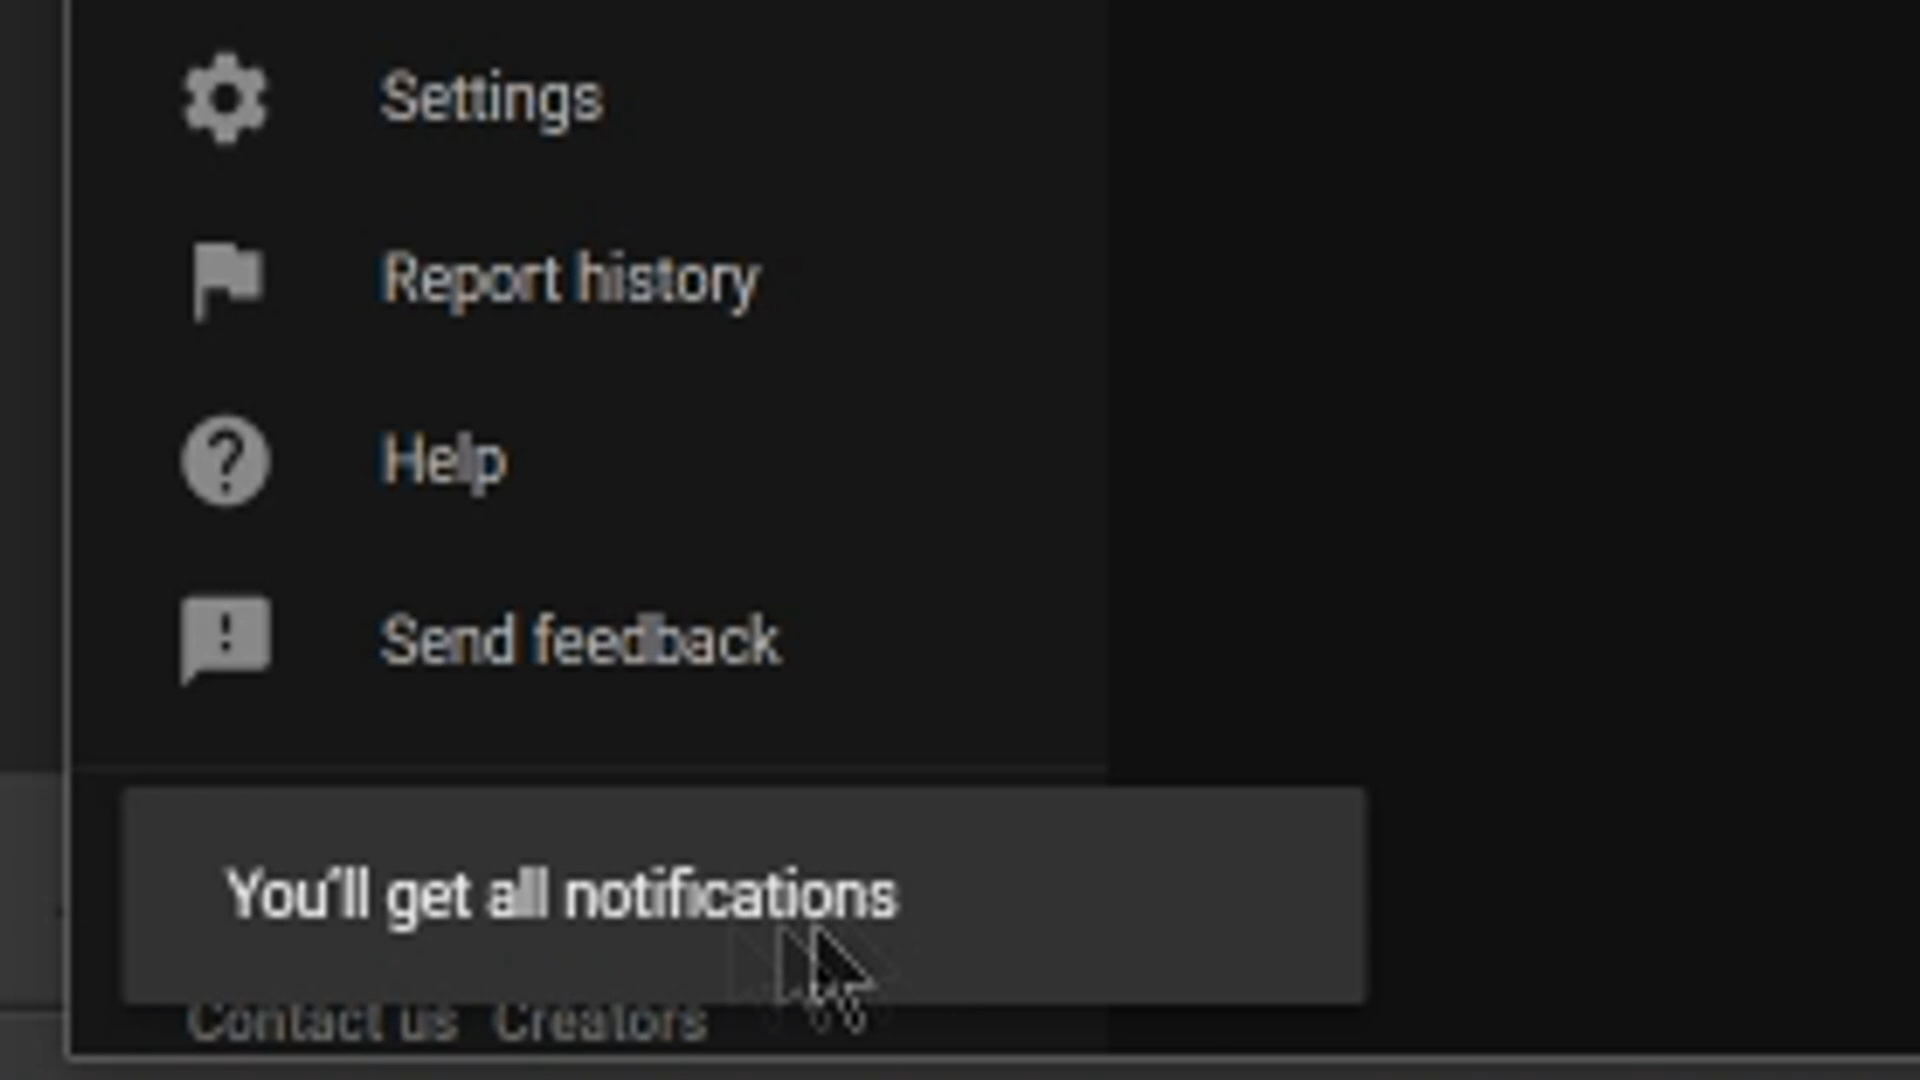 Settings
Report history
Help
Send feedback
You'll get all notifications
Contact us Creators